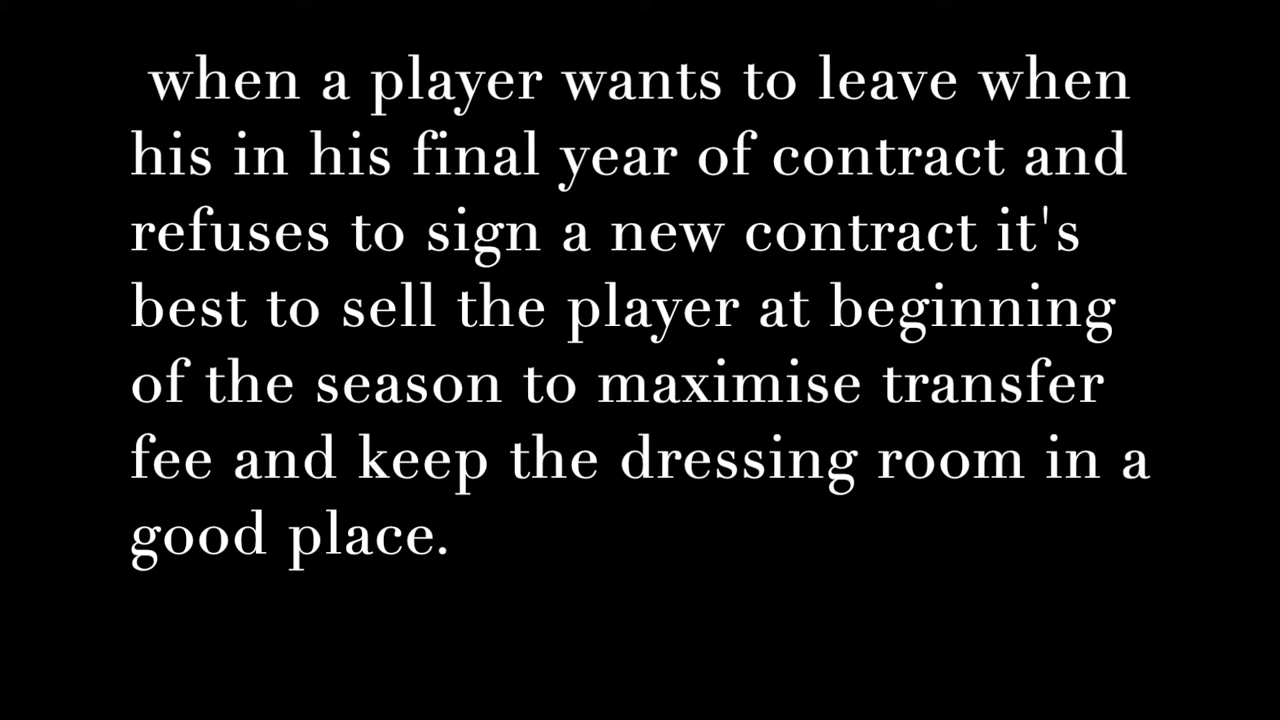 when a player wants to leave when
his in his final year of contract and
refuses to sign a new contract it's
best to sell the player at beginning
of the season to maximise transfer
fee and keep the dressing room in a
good place.